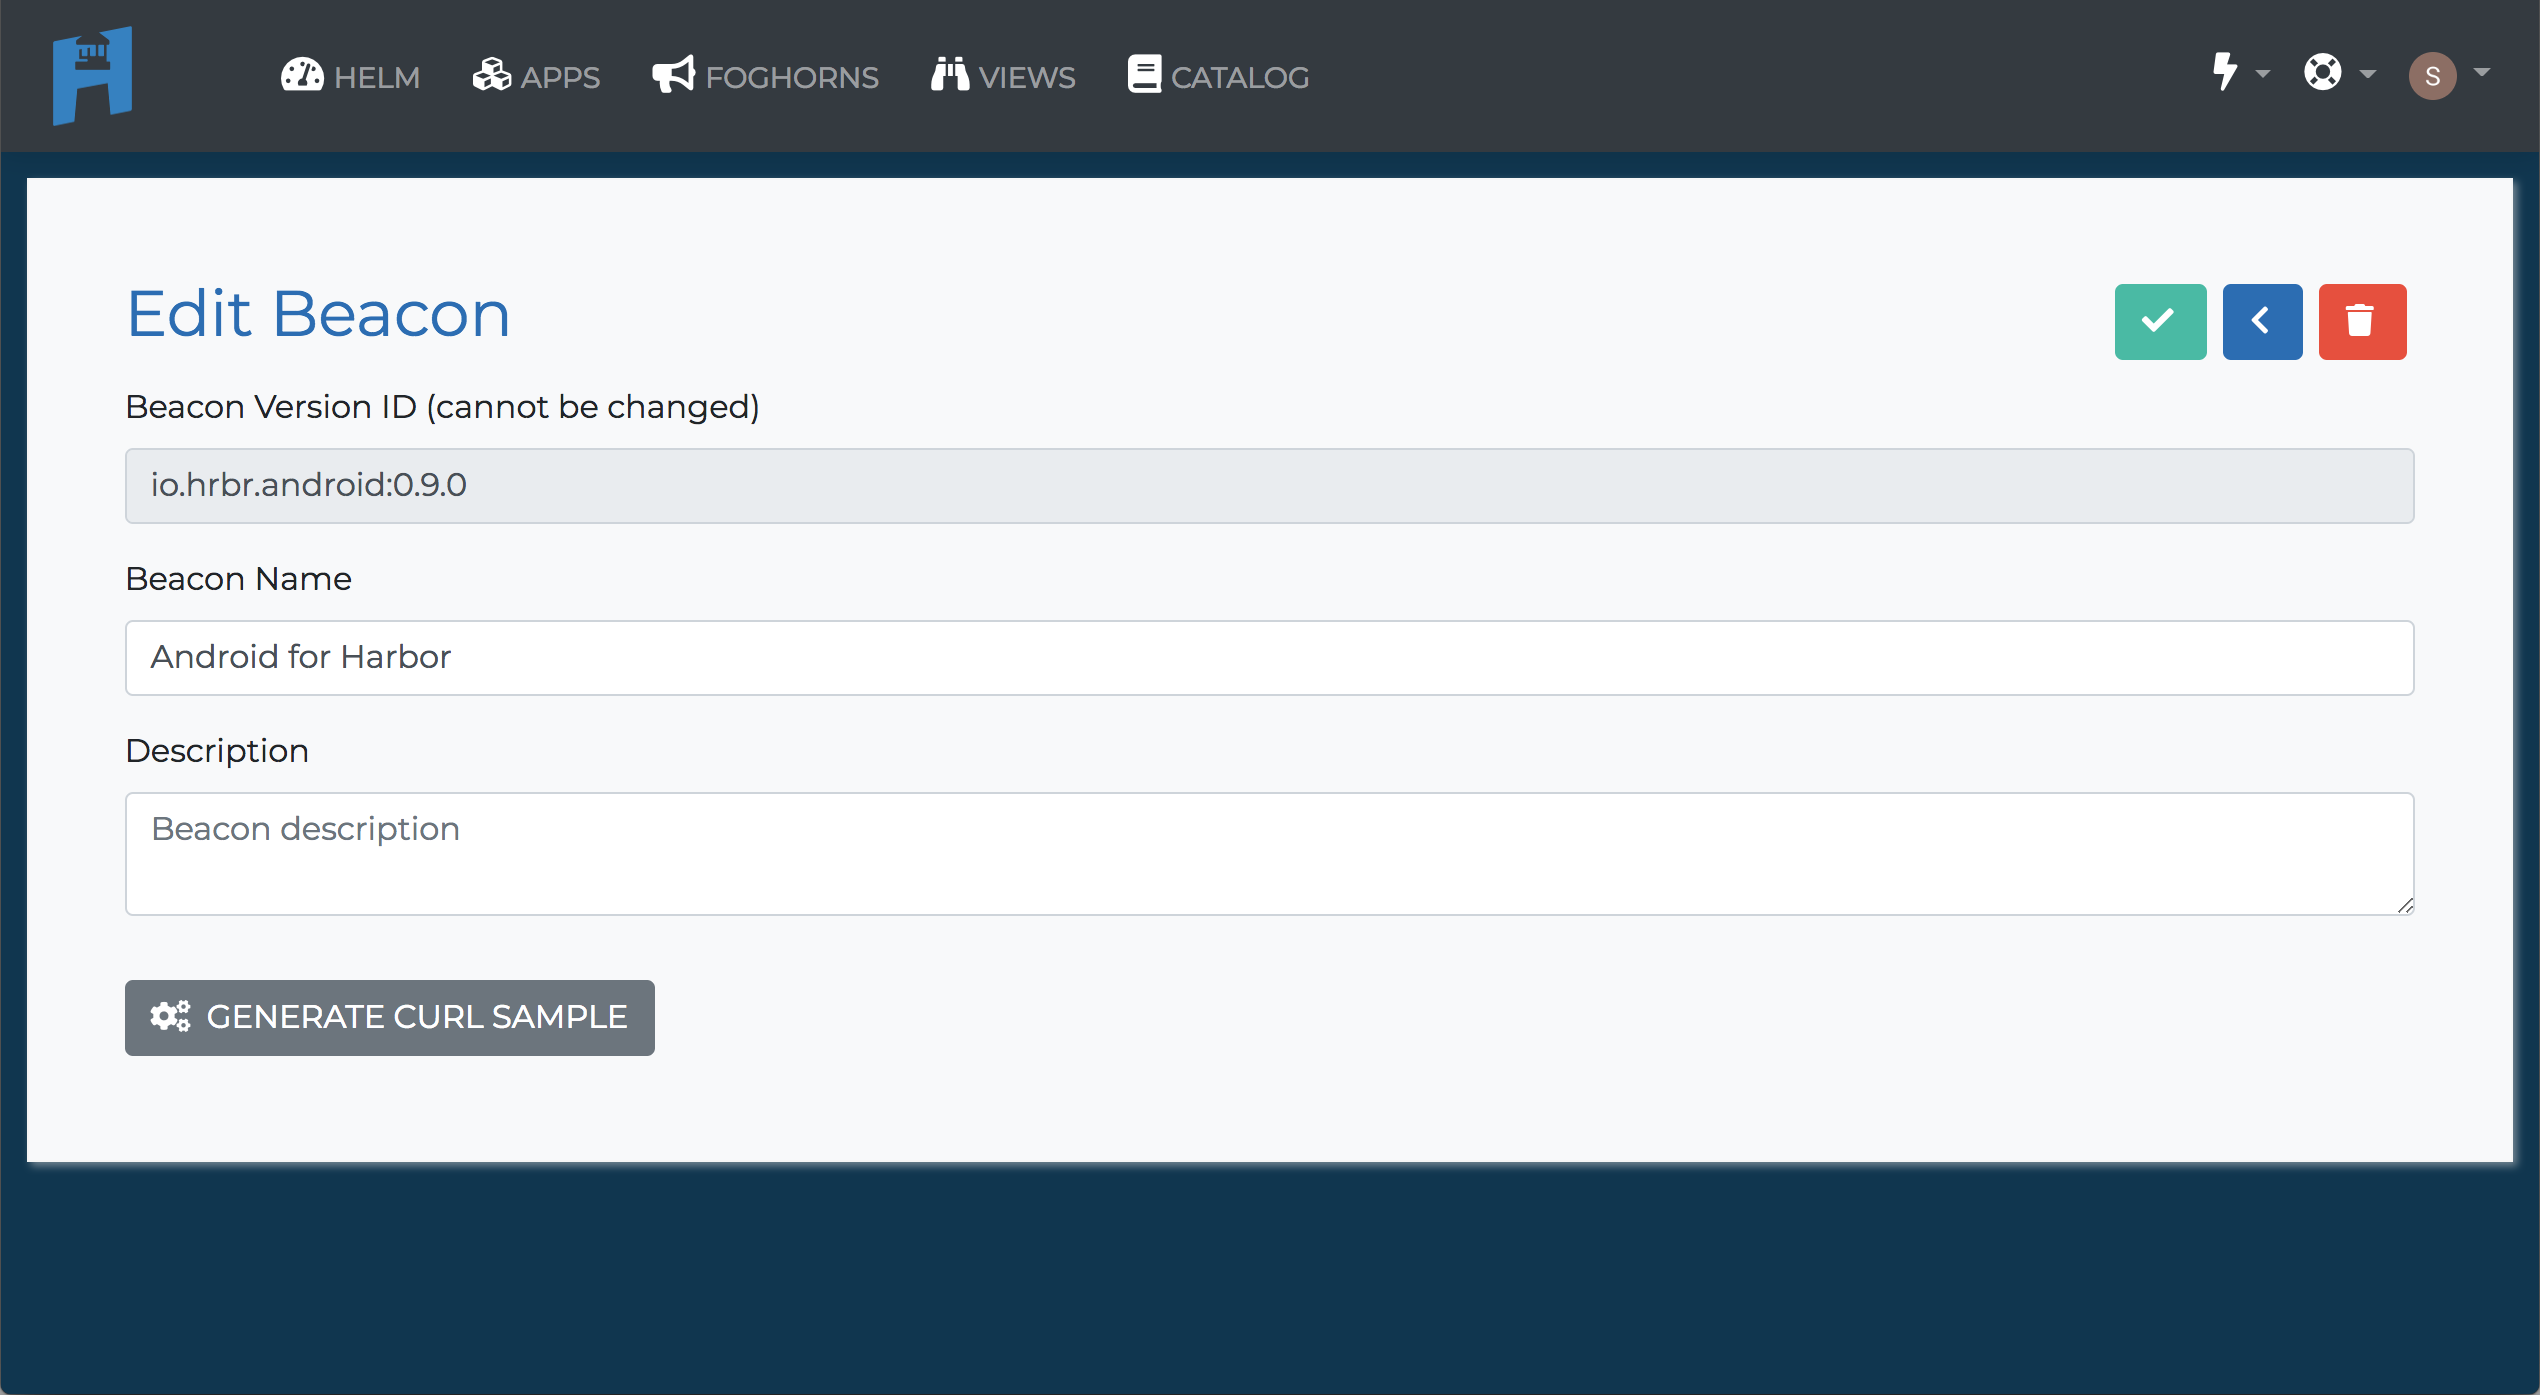 HELM APPS FOGHORNS VIEWS CATALOG S
Edit Beacon
Beacon Version ID (cannot be changed)
io.hrbr.android:0.9.0
Beacon Name
Android for Harbor
Description
Beacon description
GENERATE CURL SAMPLE